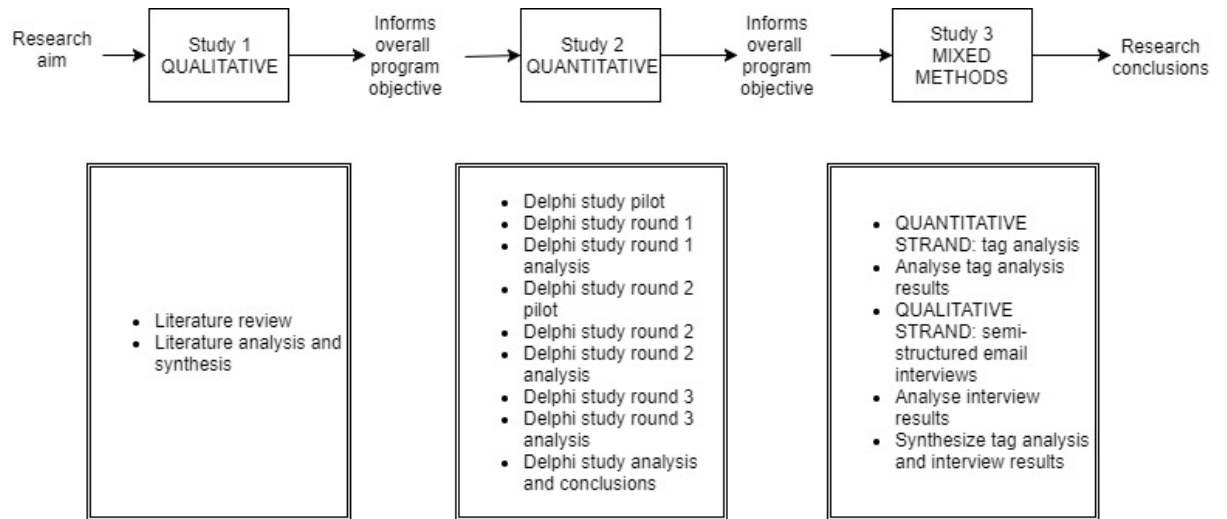 Research
aim
Study 1
QUALITATIVE
Informs
overall
program
objective
Study 2
QUANTITATIVE
Informs
overall
program
objective
Study 3
MIXED
METHODS
Research
conclusions
• Literature review
• Literature analysis and
synthesis
• Delphi study pilot
• Delphi study round 1
• Delphi study round 1
analysis
• Delphi study round 2
pilot
• Delphi study round 2
• Delphi study round 2
analysis
• Delphi study round 3
• Delphi study round 3
analysis
• Delphi study analysis
and conclusions
• QUANTITATIVE
STRAND: tag analysis
• Analyse tag analysis
results
• QUALITATIVE
STRAND: semi-
structured email
interviews
• Analyse interview
results
• Synthesize tag analysis
and interview results